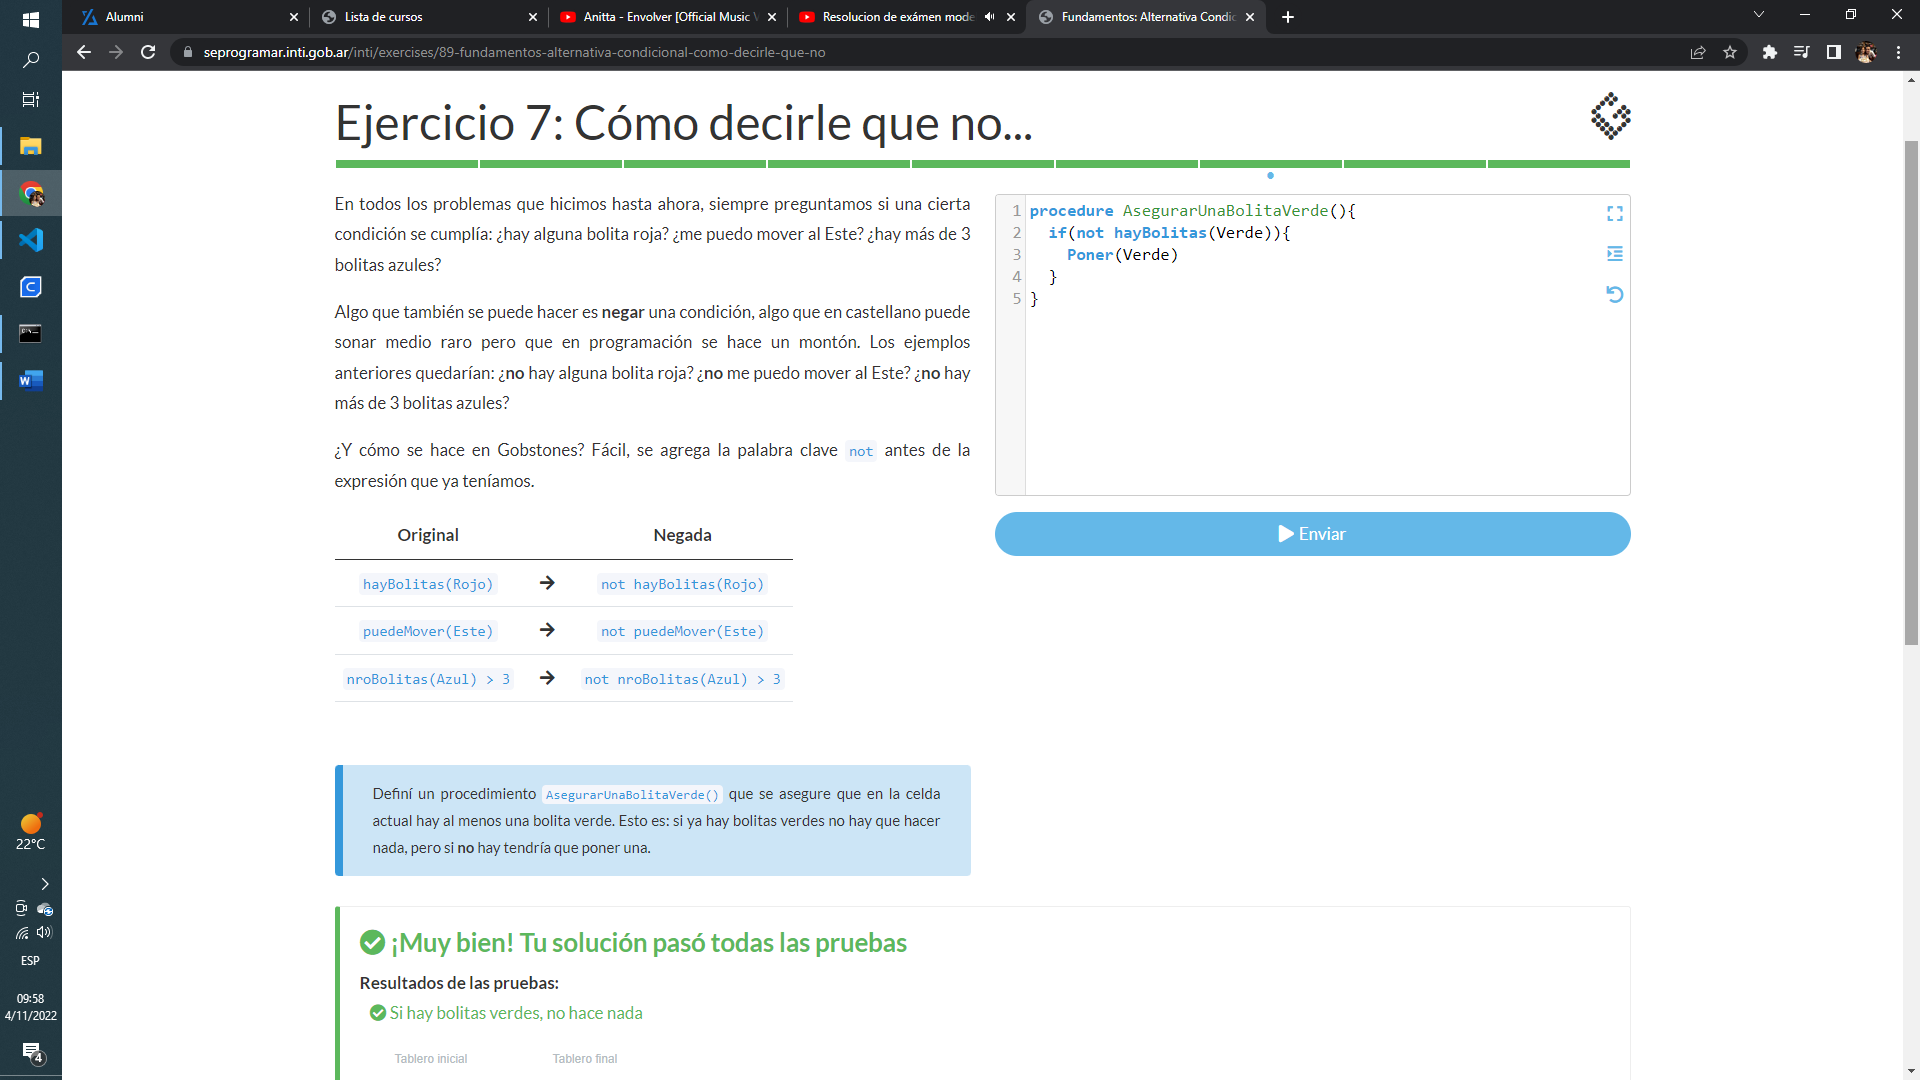 Alumni
Lista de cursos
Anitta - Envolver [Official Music V
Resolucion de exámen mode
Fundamentos: Alternativa Condic
seprogramar.inti.gob.ar/inti/exercises/89-fundamentos-alternativa-condicional-como-decirle-que-no
Ejercicio 7: Cómo decirle que no...
En todos los problemas que hicimos hasta ahora, siempre preguntamos si una cierta
condición se cumplía: ¿hay alguna bolita roja? ¿me puedo mover al Este? ¿hay más de 3
bolitas azules?
Algo que también se puede hacer es negar una condición, algo que en castellano puede
sonar medio raro pero que en programación se hace un montón. Los ejemplos
anteriores quedarían: ¿no hay alguna bolita roja? ¿no me puedo mover al Este? ¿no hay
más de 3 bolitas azules?
¿Y cómo se hace en Gobstones? Fácil, se agrega la palabra clave not antes de la
expresión que ya teníamos.
Original Negada
hayBolitas(Rojo) → not hayBolitas(Rojo)
puedeMover(Este) → not puedeMover(Este)
nroBolitas(Azul) > 3 → not nroBolitas(Azul) > 3
Definí un procedimiento AsegurarUnaBolitaVerde() que se asegure que en la celda
actual hay al menos una bolita verde. Esto es: si ya hay bolitas verdes no hay que hacer
nada, pero si no hay tendría que poner una.
1 procedure AsegurarUnaBolitaVerde(){
2 if(not hayBolitas(Verde)){
3 Poner(Verde)
4 }
5 }
Enviar
¡Muy bien! Tu solución pasó todas las pruebas
Resultados de las pruebas:
Si hay bolitas verdes, no hace nada
Tablero inicial Tablero final
22°C
ESP
09:58
4/11/2022
4